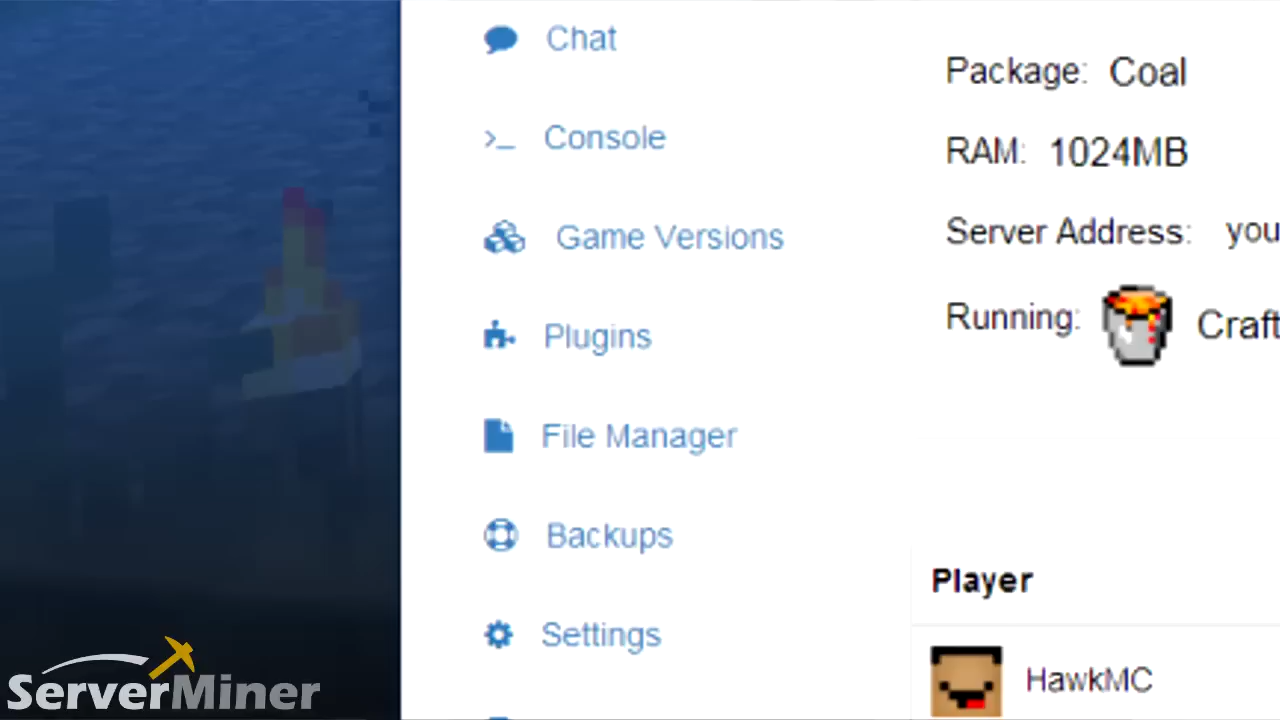 Chat
Console
Game Versions
Plugins
File Manager
Backups
Settings
Package: Coal
RAM: 1024MB
Server Address: you
Running: Craft
Player
HawkMC
ServerMiner